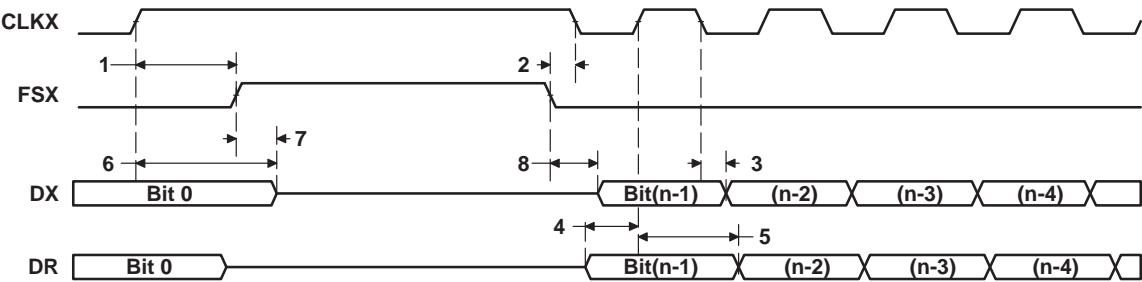 CLKX
1
2
FSX
7
6
8
3
DX
Bit 0
Bit(n-1)
(n-2)
(n-3)
(n-4)
4
5
DR
Bit 0
Bit(n-1)
(n-2)
(n-3)
(n-4)